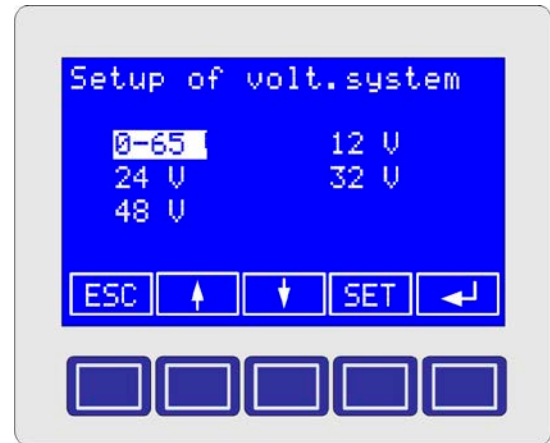 Setup of volt.system
0-65 12 V
24 V 32 V
48 V
ESC SET